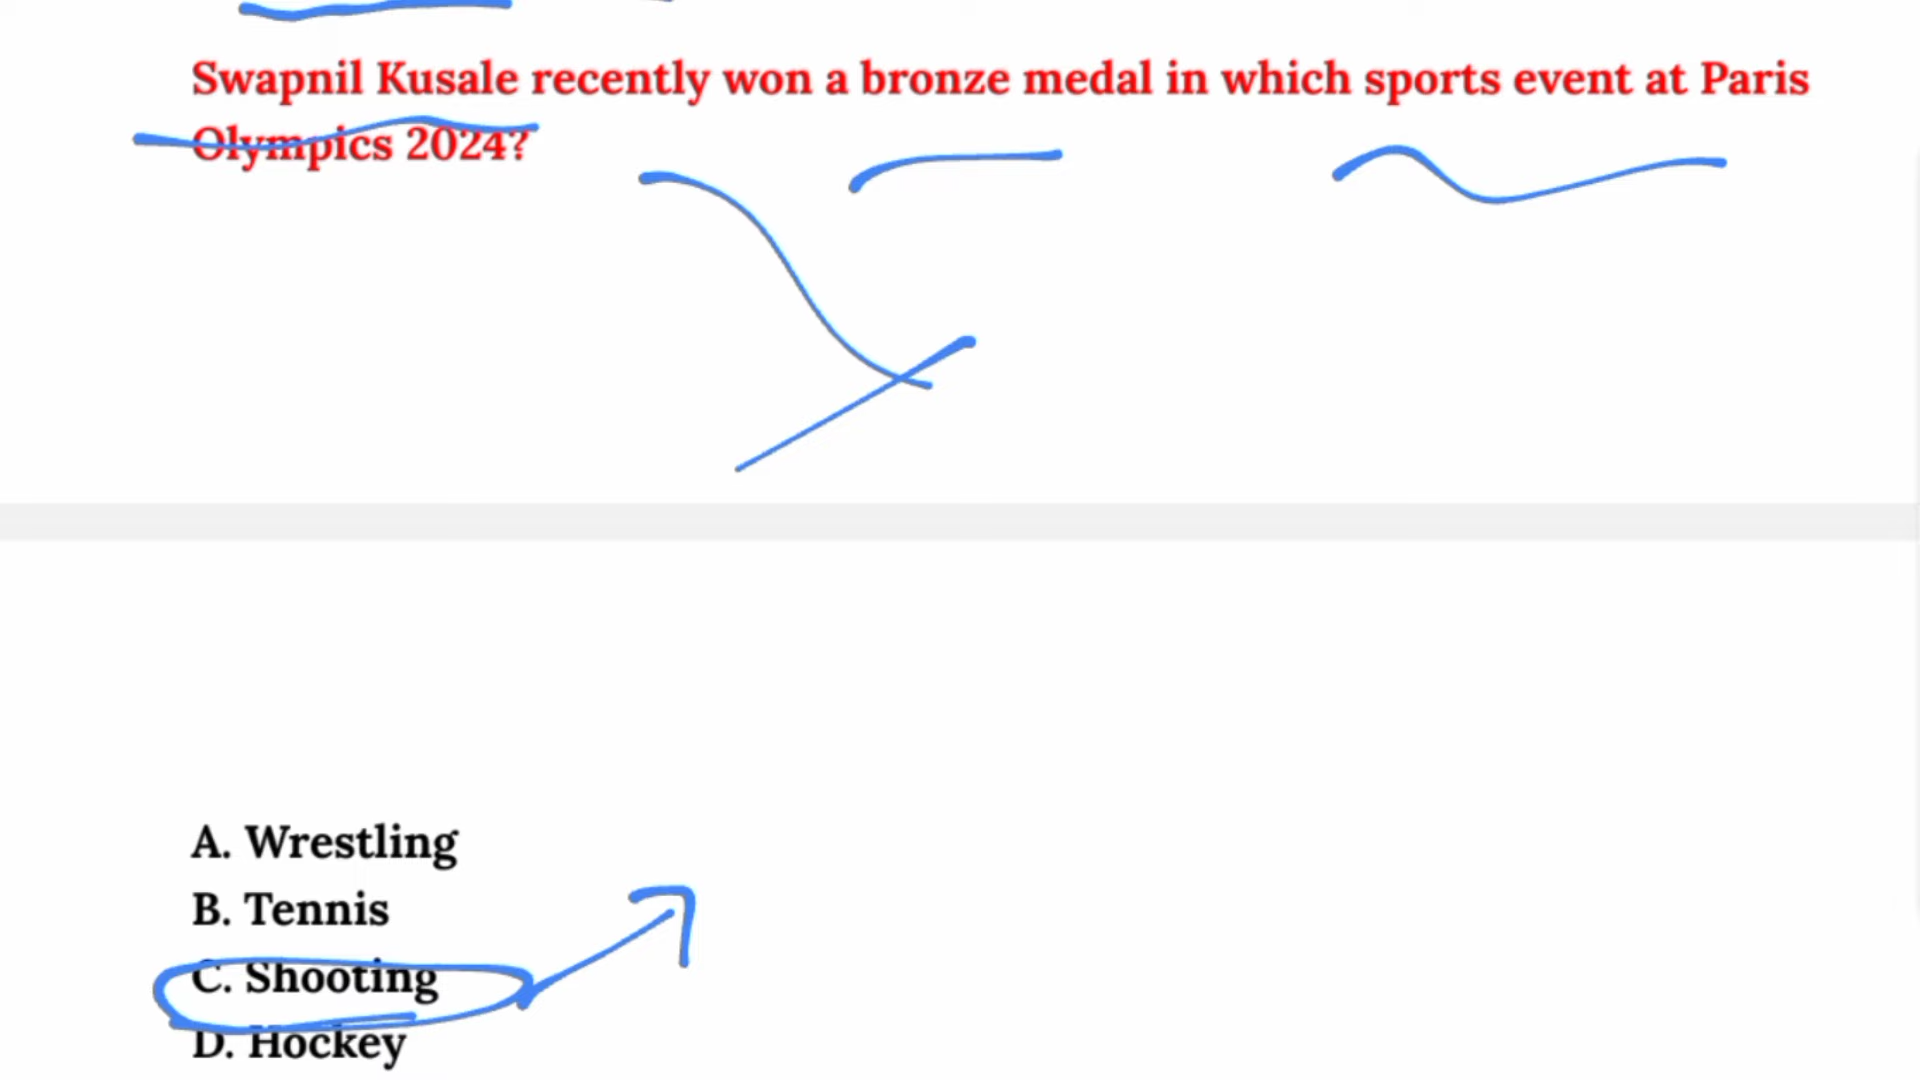 Swapnil Kusale recently won a bronze medal in which sports event at Paris
Olympics 2024?
A. Wrestling
B. Tennis
C. Shooting
D. Hockey